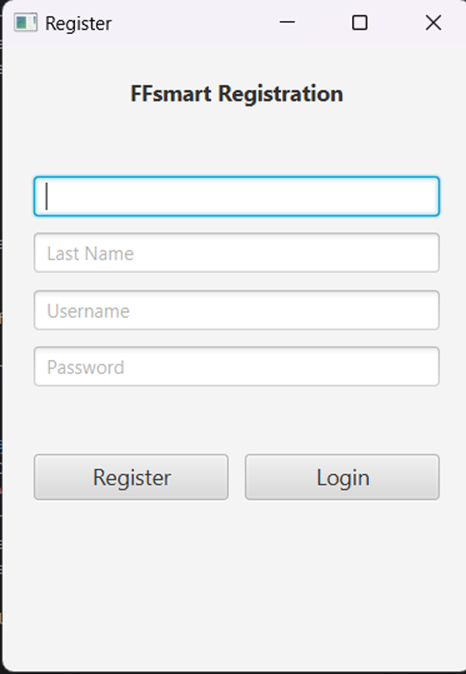 Register
FFsmart Registration
Last Name
Username
Password
Register Login